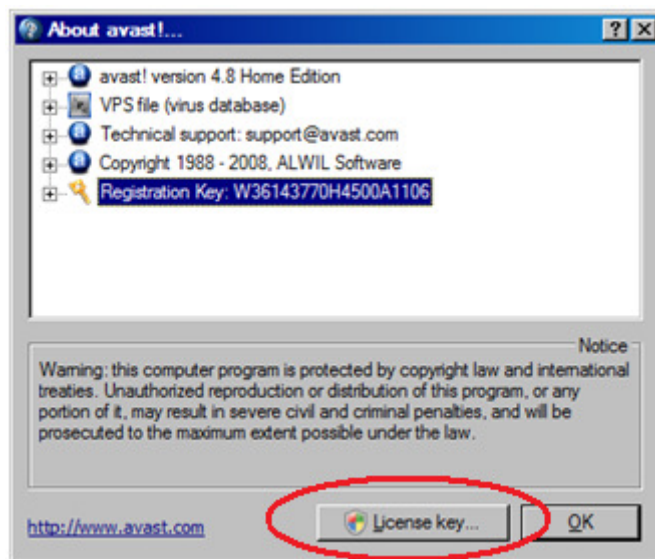 About avast!...
avast! version 4.8 Home Edition
VPS file (virus database)
Technical support: support@avast.com
Copyright 1988 - 2008, ALWIL Software
Registration Key: W36143770H4500A1106
Notice
Warning: this computer program is protected by copyright law and international
treaties. Unauthorized reproduction or distribution of this program, or any
portion of it, may result in severe civil and criminal penalties, and will be
prosecuted to the maximum extent possible under the law.
http://www.avast.com
License key...
OK